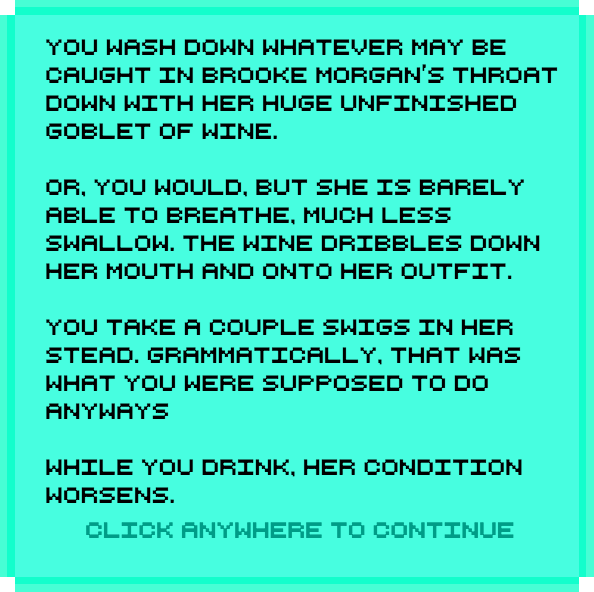 YOU WASH DOWN WHATEVER MAY BE
CAUGHT IN BROOKE MORGAN'S THROAT
DOWN WITH HER HUGE UNFINISHED
GOBLET OF WINE.
OR, YOU WOULD, BUT SHE IS BARELY
ABLE TO BREATHE, MUCH LESS
SWALLOW. THE WINE DRIBBLES DOWN
HER MOUTH AND ONTO HER OUTFIT.
YOU TAKE A COUPLE SWIGS IN HER
STEAD. GRAMMATICALLY, THAT WAS
WHAT YOU WERE SUPPOSED TO DO
ANYWAYS
WHILE YOU DRINK, HER CONDITION
WORSENS.
CLICK ANYWHERE TO CONTINUE